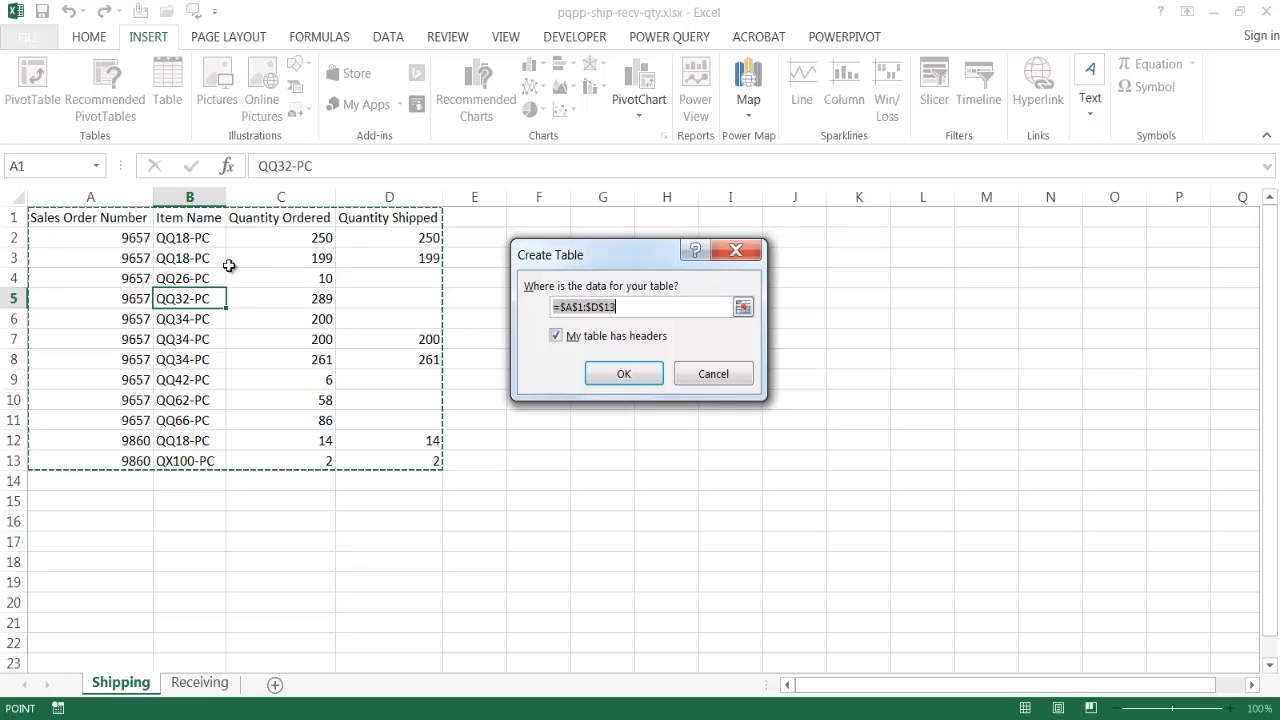 pqpp-ship-recv-qty.xlsx - Excel
FILE HOME INSERT PAGE LAYOUT FORMULAS DATA REVIEW VIEW DEVELOPER POWER QUERY ACROBAT POWERPIVOT Sign in
PivotTable Recommended PivotTables Table
Tables
Pictures Online Pictures
Illustrations
Store
My Apps
Add-ins
Recommended Charts
PivotChart
Charts
Power View
Reports
Map
Power Map
Line Column Win/ Loss
Sparklines
Slicer Timeline
Filters
Hyperlink
Links
A
Text
π Equation
Ω Symbol
Symbols
A1 fx QQ32-PC
A B C D E F G H I J K L M N O P Q
1 Sales Order Number Item Name Quantity Ordered Quantity Shipped
2 9657 QQ18-PC 250 250
3 9657 QQ18-PC 199 199
4 9657 QQ26-PC 10
5 9657 QQ32-PC 289
6 9657 QQ34-PC 200
7 9657 QQ34-PC 200 200
8 9657 QQ34-PC 261 261
9 9657 QQ42-PC 6
10 9657 QQ62-PC 58
11 9657 QQ66-PC 86
12 9860 QQ18-PC 14 14
13 9860 QX100-PC 2 2
14
15
16
17
18
19
20
21
22
23
Create Table
Where is the data for your table?
=$A$1:$D$13
My table has headers
OK Cancel
Shipping Receiving
POINT 100%